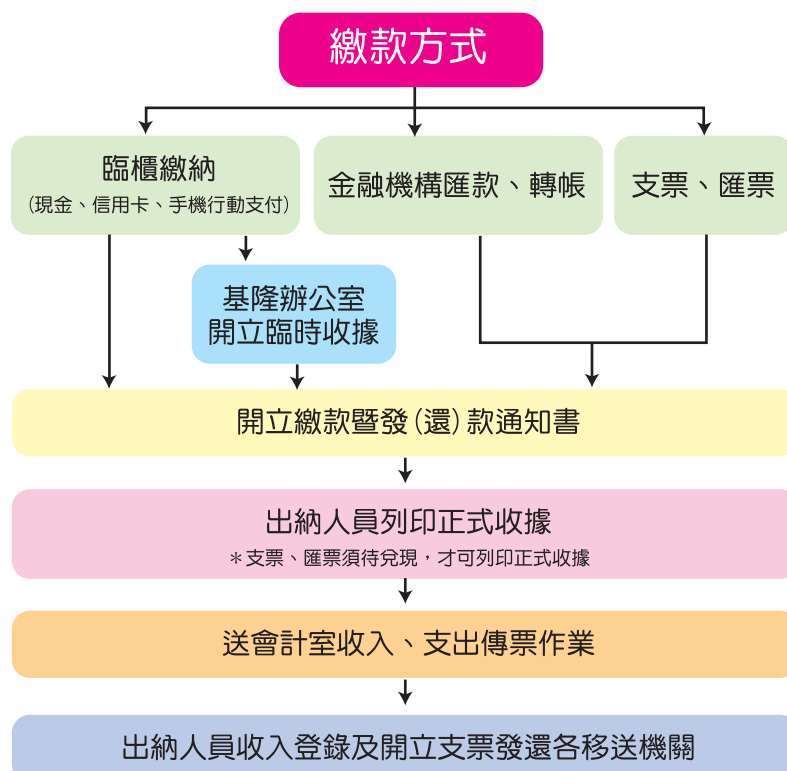 繳款方式
臨櫃繳納
(現金、信用卡、手機行動支付)
金融機構匯款、轉帳
支票、匯票
基隆辦公室
開立臨時收據
開立繳款暨發(還)款通知書
出納人員列印正式收據
＊支票、匯票須待兌現，才可列印正式收據
送會計室收入、支出傳票作業
出納人員收入登錄及開立支票發還各移送機關